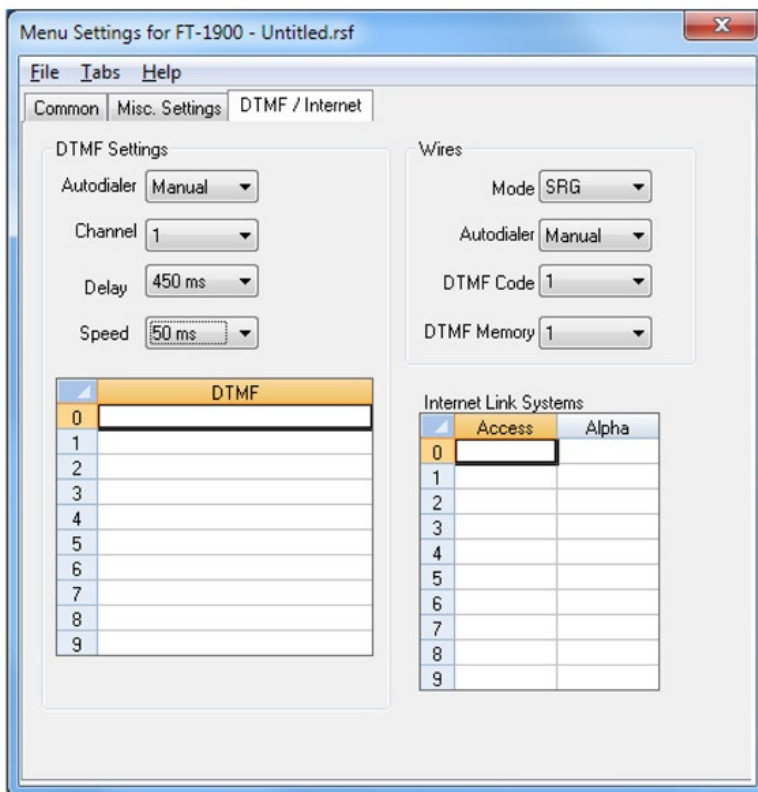 Menu Settings for FT-1900 - Untitled.rsf
File Tabs Help
Common Misc. Settings DTMF / Internet
DTMF Settings
Autodialer Manual
Channel 1
Delay 450 ms
Speed 50 ms
DTMF
0
1
2
3
4
5
6
7
8
9
Wires
Mode SRG
Autodialer Manual
DTMF Code 1
DTMF Memory 1
Internet Link Systems
Access Alpha
0
1
2
3
4
5
6
7
8
9